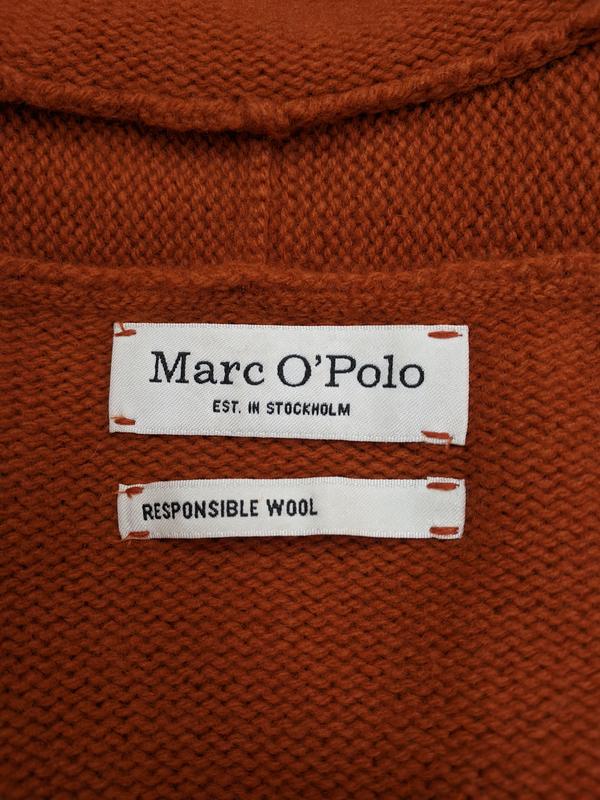 Marc O'Polo
EST. IN STOCKHOLM
RESPONSIBLE WOOL